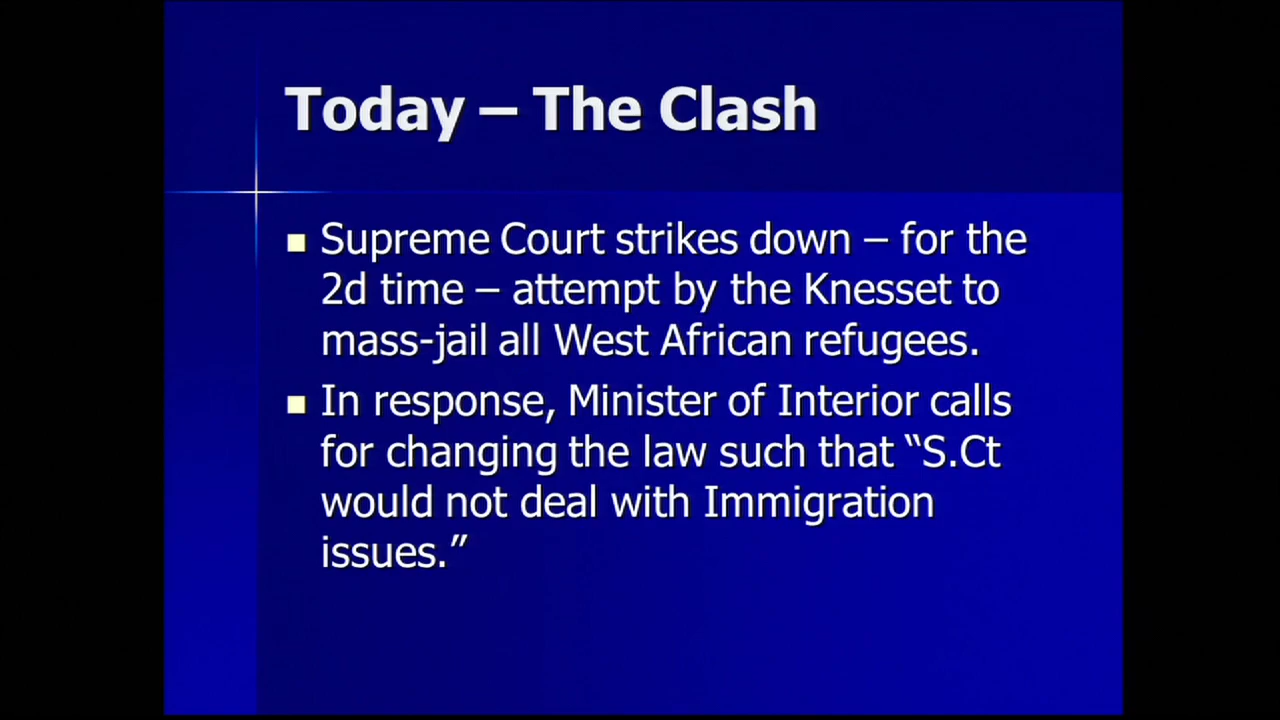 Today – The Clash
Supreme Court strikes down – for the
2d time – attempt by the Knesset to
mass-jail all West African refugees.
In response, Minister of Interior calls
for changing the law such that “S.Ct
would not deal with Immigration
issues.”